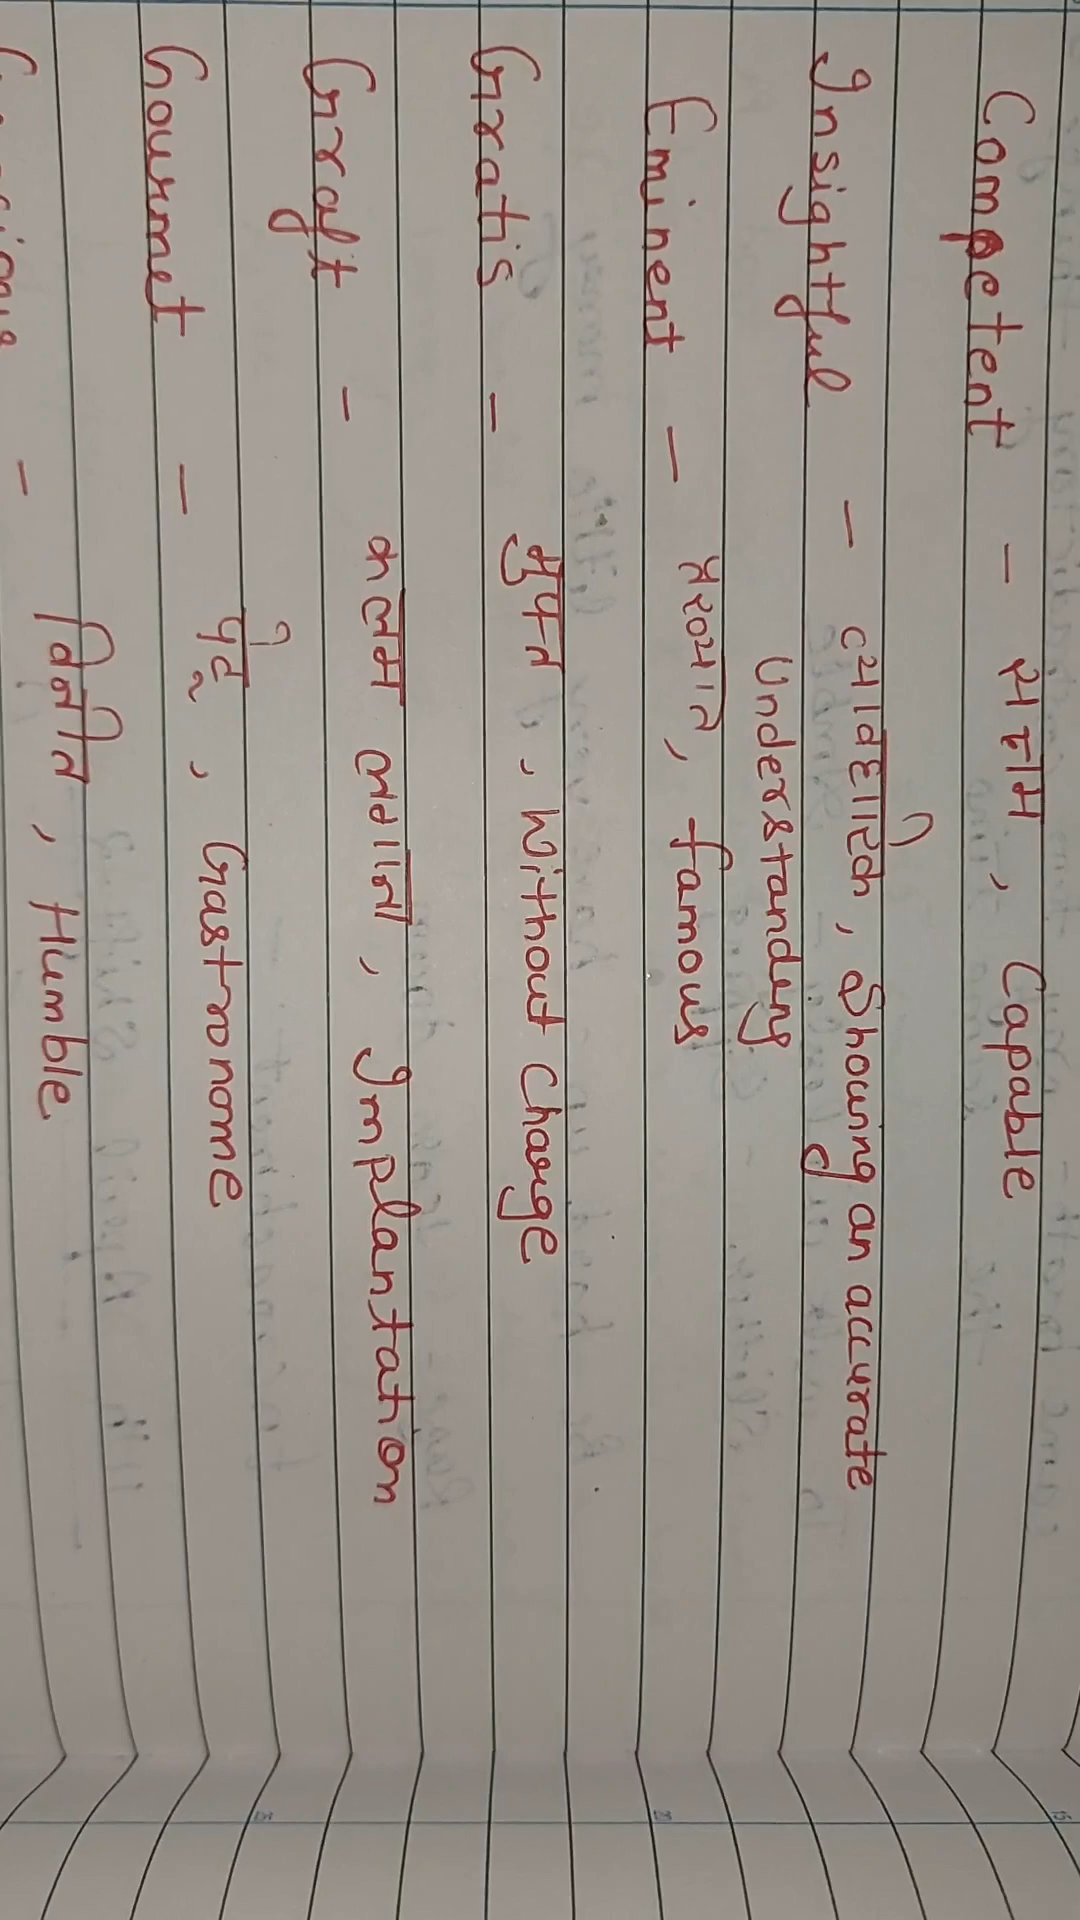 Competent - सक्षम, Capable
Insightful - व्यावहारिक, Showing an accurate
Understanding
Eminent - प्रख्यात, famous
Gratis - मुफ्त, Without Charge
Graft - कलम लगाना, Implantation
Gourmet - पेटू, Gastronome
- विनीत, Humble